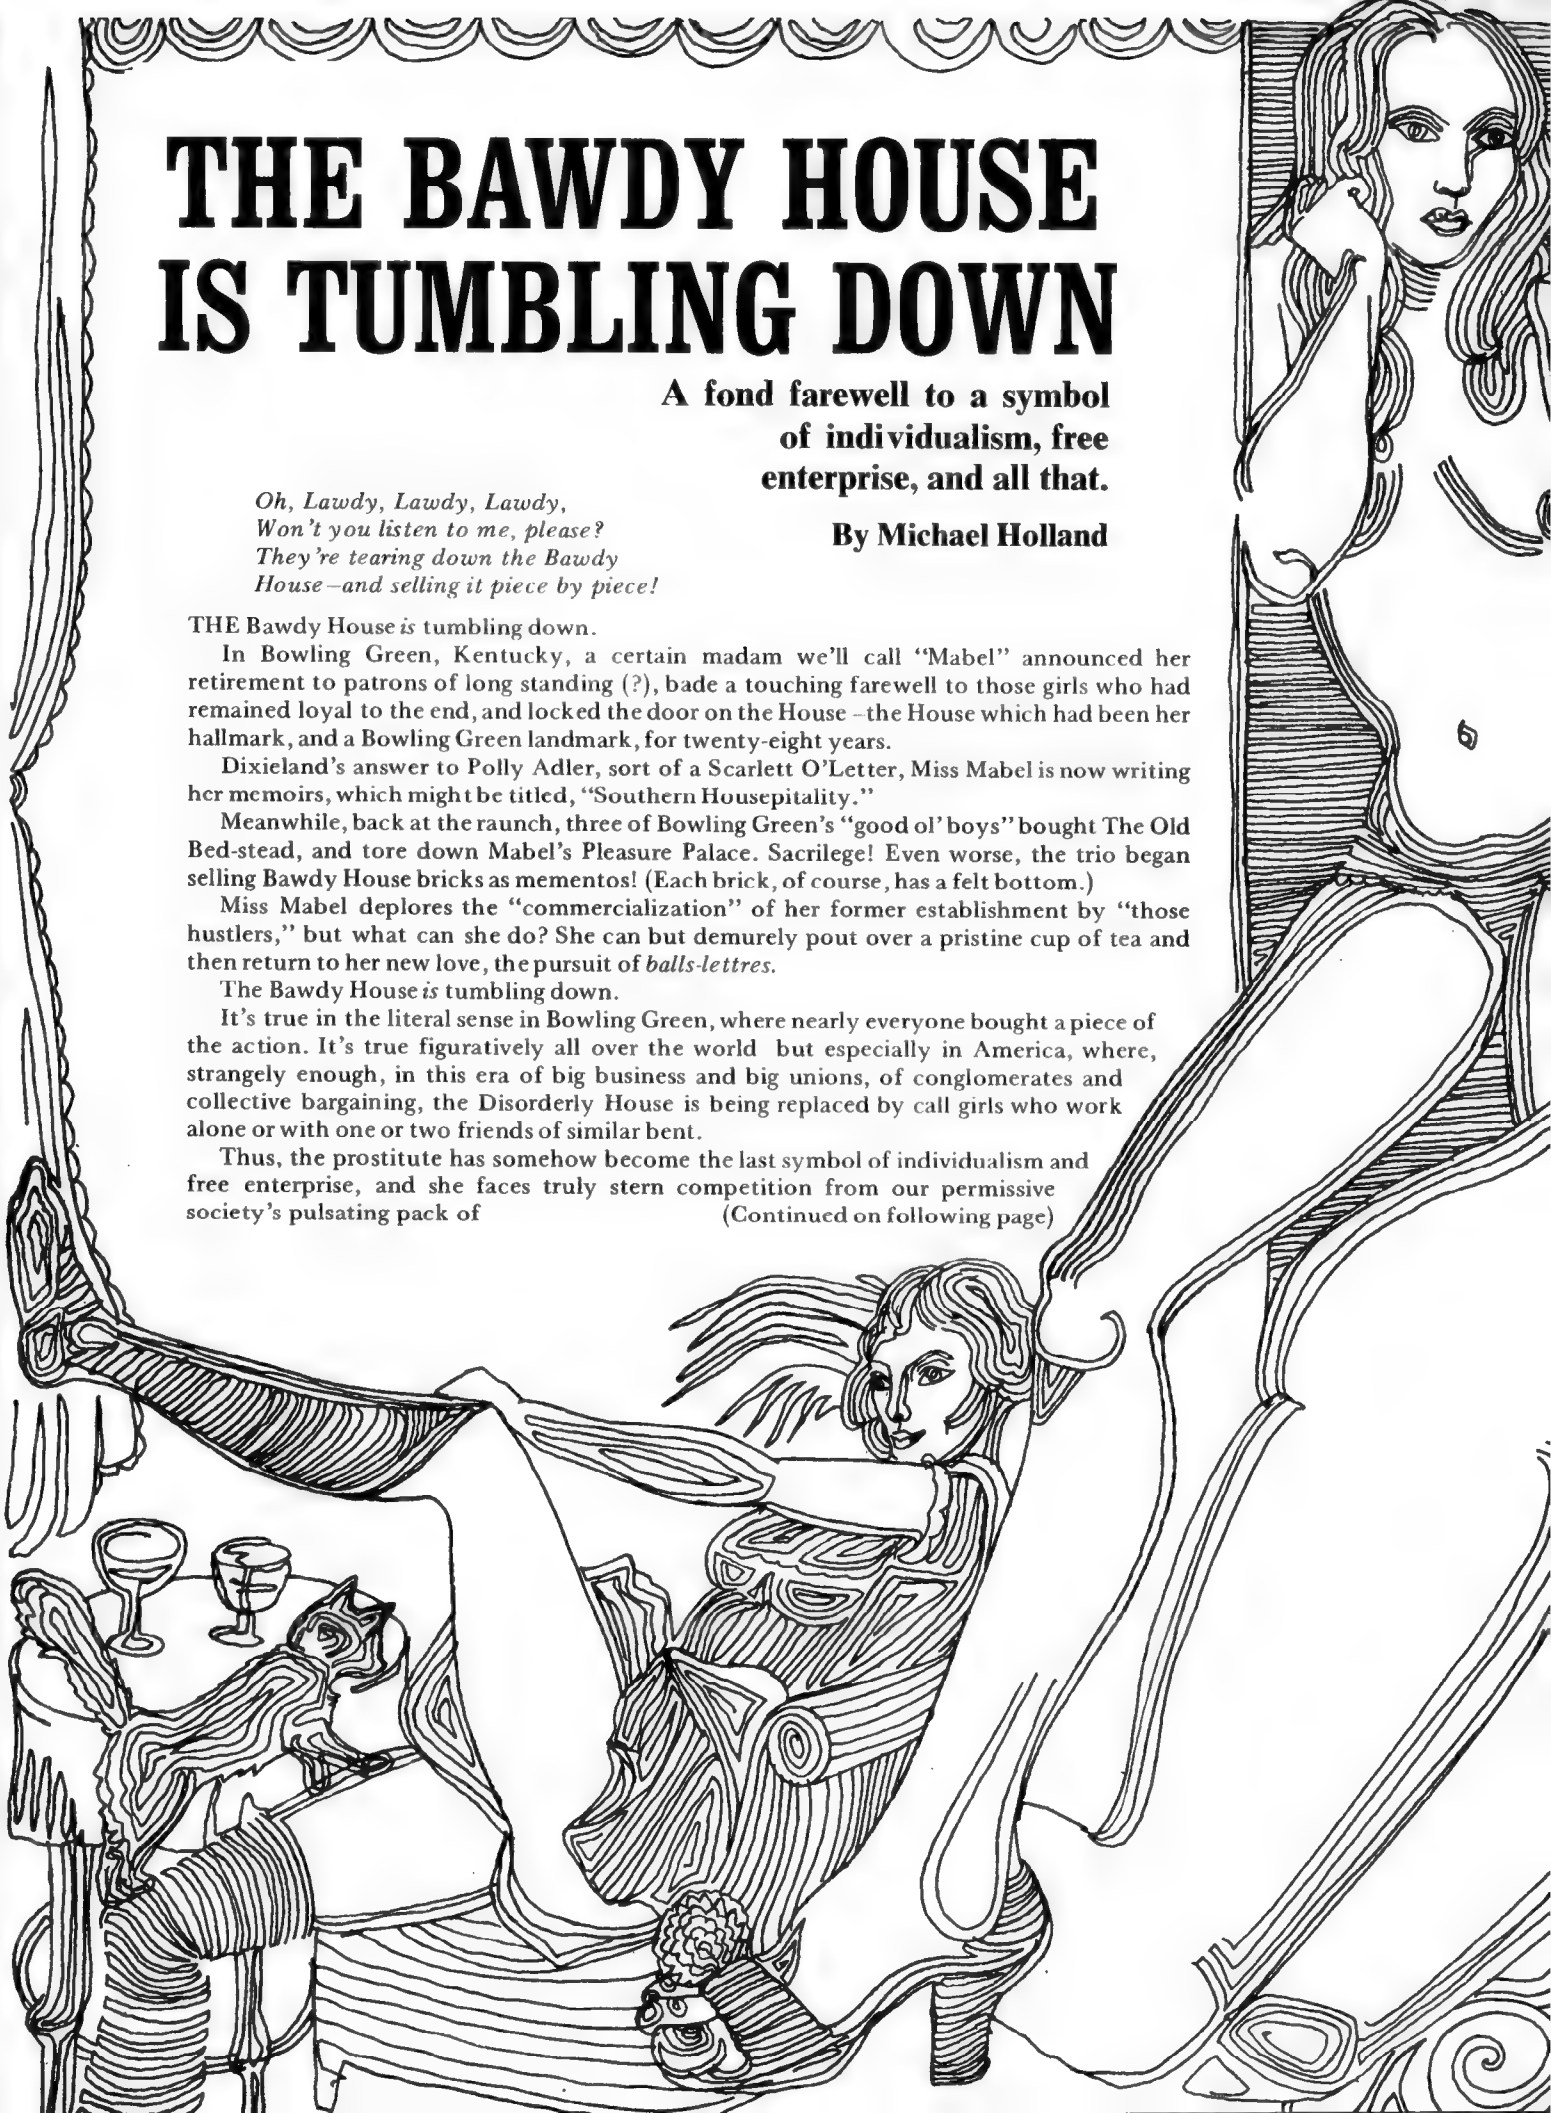 THE BAWDY HOUSE
IS TUMBLING DOWN
A fond farewell to a symbol
of individualism, free
enterprise, and all that.
By Michael Holland
Oh, Lawdy, Lawdy, Lawdy,
Won't you listen to me, please?
They're tearing down the Bawdy
House—and selling it piece by piece!
THE Bawdy House is tumbling down.
In Bowling Green, Kentucky, a certain madam we'll call "Mabel" announced her
retirement to patrons of long standing (?), bade a touching farewell to those girls who had
remained loyal to the end, and locked the door on the House—the House which had been her
hallmark, and a Bowling Green landmark, for twenty-eight years.
Dixieland's answer to Polly Adler, sort of a Scarlett O'Letter, Miss Mabel is now writing
her memoirs, which might be titled, "Southern Housepitality."
Meanwhile, back at the raunch, three of Bowling Green's "good ol' boys" bought The Old
Bed-stead, and tore down Mabel's Pleasure Palace. Sacrilege! Even worse, the trio began
selling Bawdy House bricks as mementos! (Each brick, of course, has a felt bottom.)
Miss Mabel deplores the "commercialization" of her former establishment by "those
hustlers," but what can she do? She can but demurely pout over a pristine cup of tea and
then return to her new love, the pursuit of balls-lettres.
The Bawdy House is tumbling down.
It's true in the literal sense in Bowling Green, where nearly everyone bought a piece of
the action. It's true figuratively all over the world but especially in America, where,
strangely enough, in this era of big business and big unions, of conglomerates and
collective bargaining, the Disorderly House is being replaced by call girls who work
alone or with one or two friends of similar bent.
Thus, the prostitute has somehow become the last symbol of individualism and
free enterprise, and she faces truly stern competition from our permissive
society's pulsating pack of (Continued on following page)